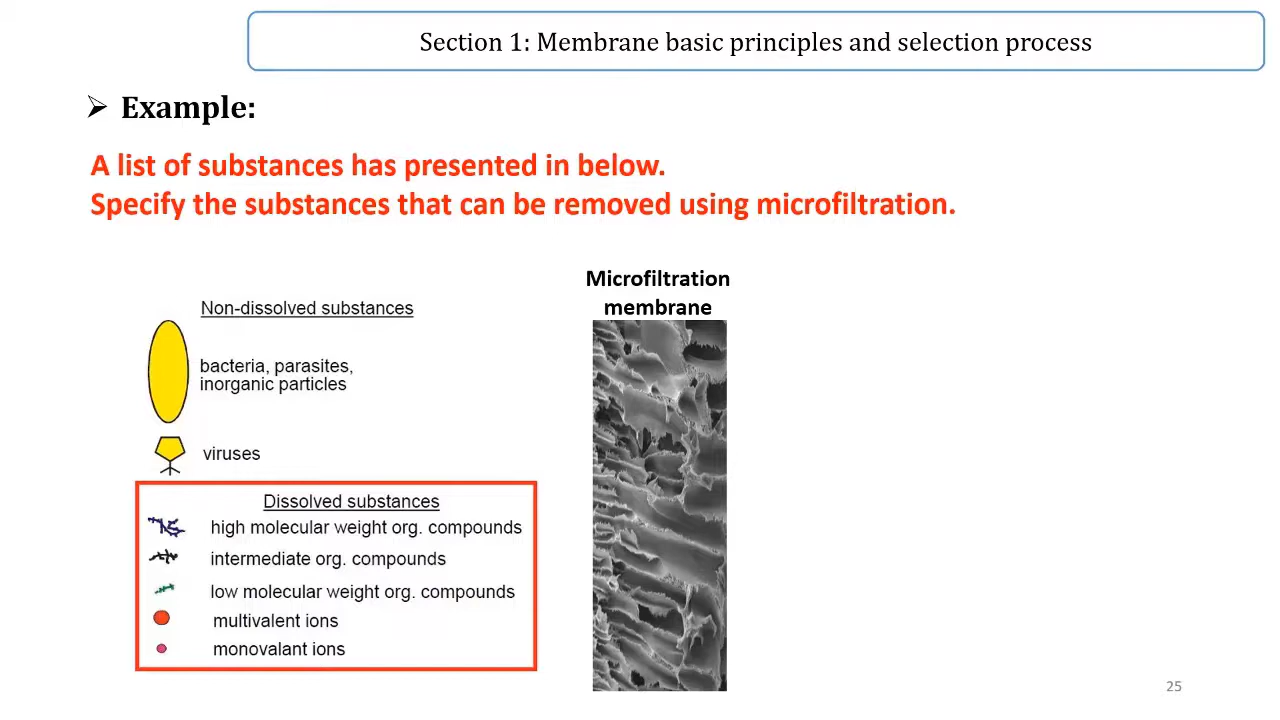 Section 1: Membrane basic principles and selection process
➢ Example:
A list of substances has presented in below.
Specify the substances that can be removed using microfiltration.
Non-dissolved substances
bacteria, parasites,
inorganic particles
viruses
Dissolved substances
high molecular weight org. compounds
intermediate org. compounds
low molecular weight org. compounds
multivalent ions
monovalant ions
Microfiltration
membrane
25